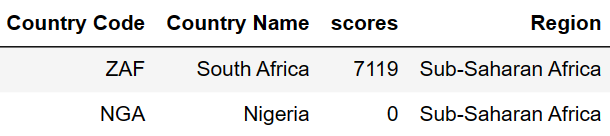 Country Code Country Name scores Region
ZAF South Africa 7119 Sub-Saharan Africa
NGA Nigeria 0 Sub-Saharan Africa